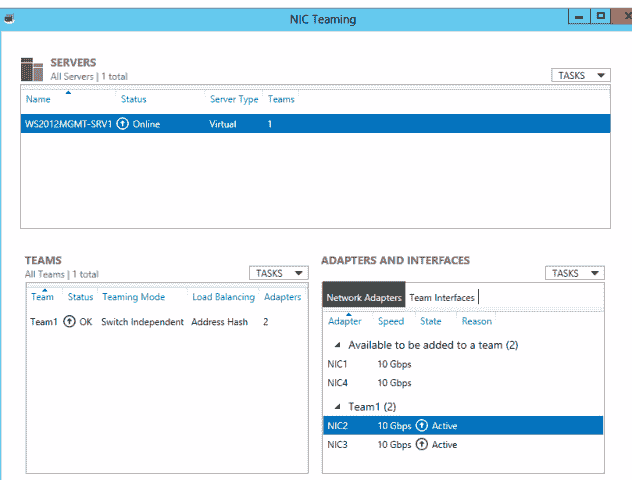 NIC Teaming
SERVERS
All Servers | 1 total
TASKS
Name Status Server Type Teams
WS2012MGMT-SRV1 Online Virtual 1
TEAMS
All Teams | 1 total
TASKS
Team Status Teaming Mode Load Balancing Adapters
Team1 OK Switch Independent Address Hash 2
ADAPTERS AND INTERFACES
TASKS
Network Adapters Team Interfaces
Adapter Speed State Reason
Available to be added to a team (2)
NIC1 10 Gbps
NIC4 10 Gbps
Team1 (2)
NIC2 10 Gbps Active
NIC3 10 Gbps Active